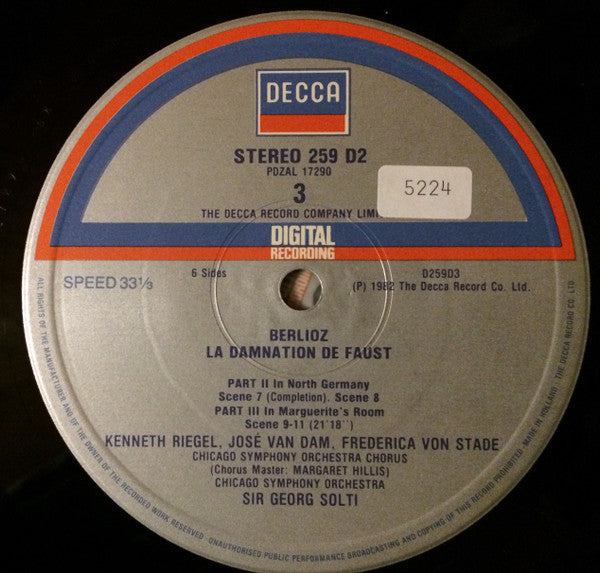 DECCA
STEREO 259 D2
PDZAL 17290
3
5224
THE DECCA RECORD COMPANY LIMI
DIGITAL
RECORDING
SPEED 33⅓
6 Sides
D259D3
(P) 1982 The Decca Record Co. Ltd.
BERLIOZ
LA DAMNATION DE FAUST
PART II In North Germany
Scene 7 (Completion). Scene 8
PART III In Marguerite's Room
Scene 9-11 (21'18")
KENNETH RIEGEL, JOSÉ VAN DAM, FREDERICA VON STADE
CHICAGO SYMPHONY ORCHESTRA CHORUS
(Chorus Master: MARGARET HILLIS)
CHICAGO SYMPHONY ORCHESTRA
SIR GEORG SOLTI
ALL RIGHTS OF THE MANUFACTURER AND OF THE OWNER OF THE RECORDED WORK RESERVED · UNAUTHORISED PUBLIC PERFORMANCE BROADCASTING AND COPYING OF THIS RECORD PROHIBITED. MADE IN HOLLAND · THE DECCA RECORD CO. LTD